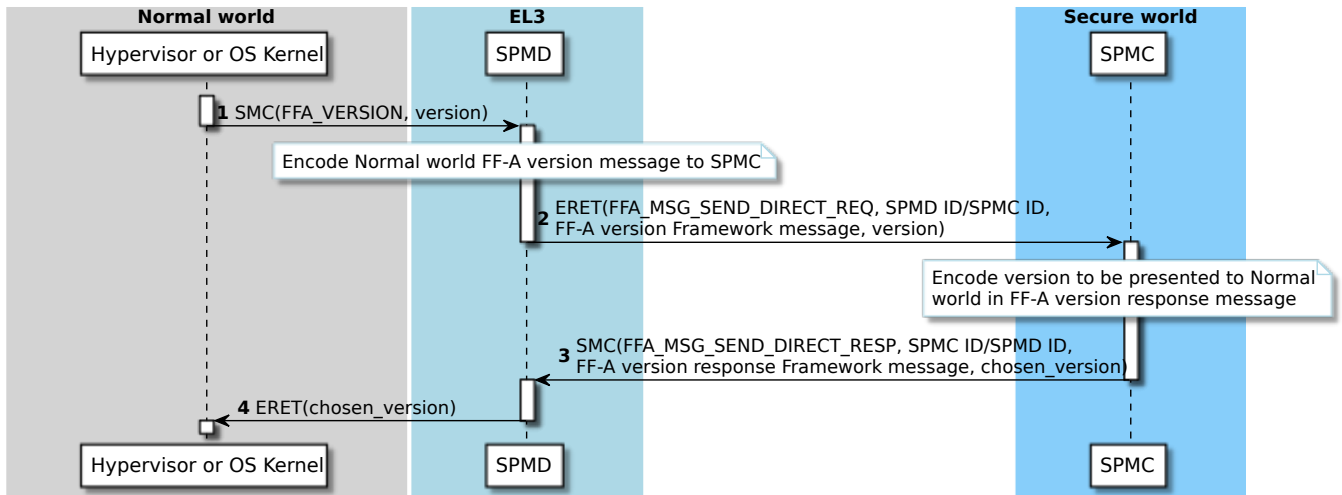 Normal world
EL3
Secure world
Hypervisor or OS Kernel
SPMD
SPMC
1 SMC(FFA_VERSION, version)
Encode Normal world FF-A version message to SPMC
2 ERET(FFA_MSG_SEND_DIRECT_REQ, SPMD ID/SPMC ID,
FF-A version Framework message, version)
Encode version to be presented to Normal
world in FF-A version response message
3 SMC(FFA_MSG_SEND_DIRECT_RESP, SPMC ID/SPMD ID,
FF-A version response Framework message, chosen_version)
4 ERET(chosen_version)
Hypervisor or OS Kernel
SPMD
SPMC